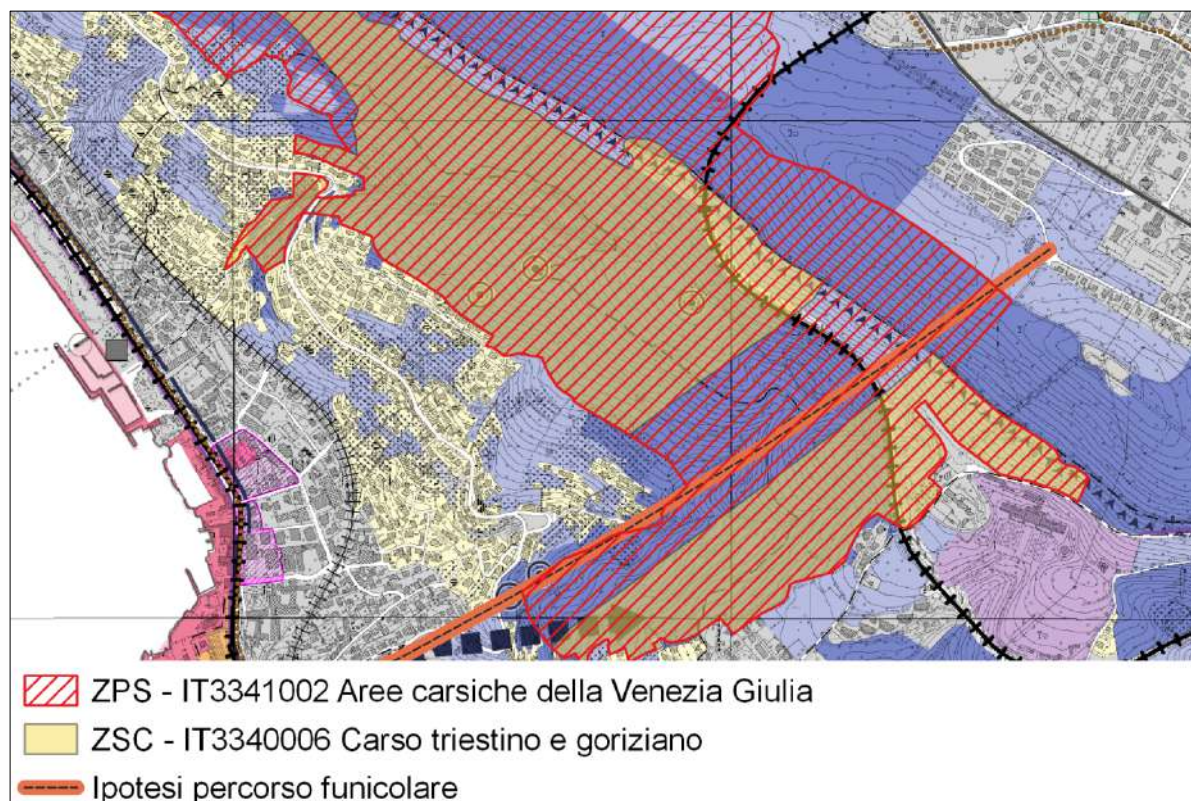 ZPS - IT3341002 Aree carsiche della Venezia Giulia
ZSC - IT3340006 Carso triestino e goriziano
Ipotesi percorso funicolare